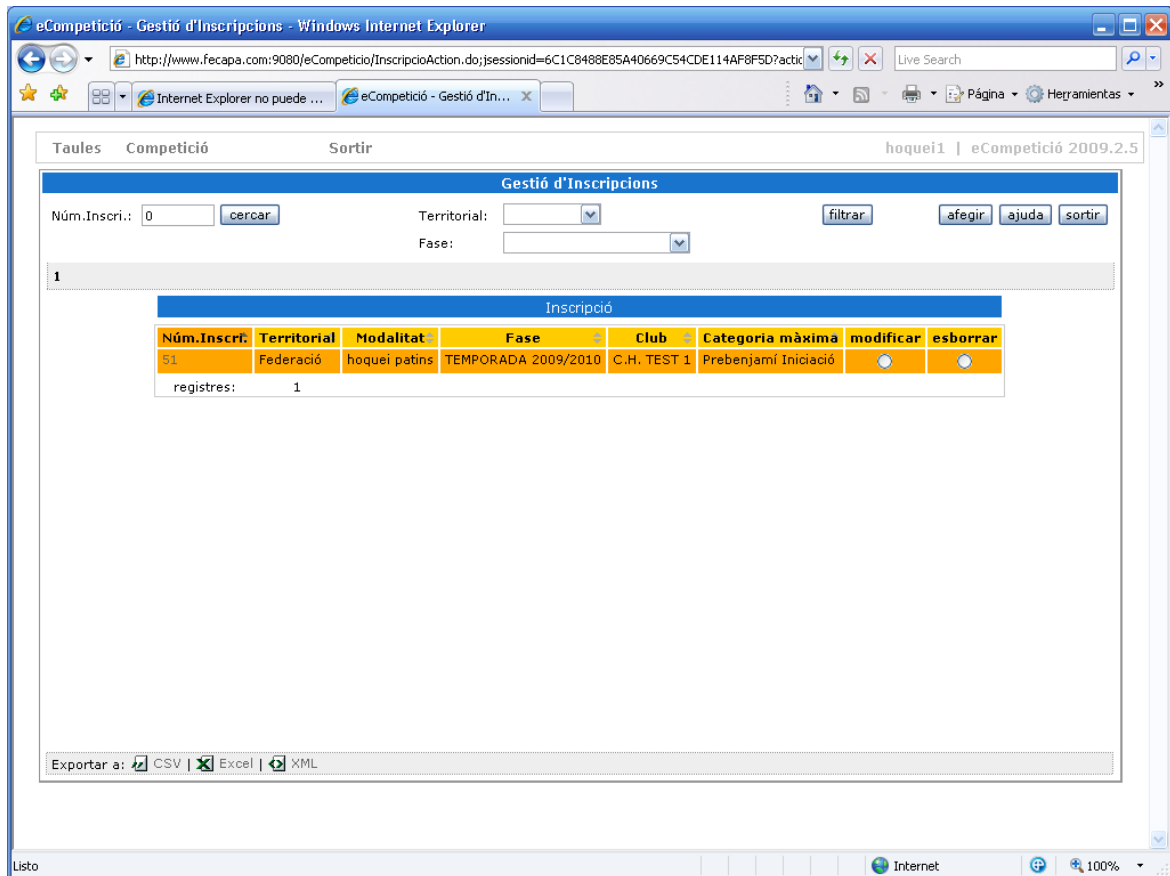 eCompetició - Gestió d'Inscripcions - Windows Internet Explorer
http://www.fecapa.com:9080/eCompeticio/InscripcioAction.do;jsessionid=6C1C8488E85A40669C54CDE114AF8F5D?actic Live Search
Internet Explorer no puede ... eCompetició - Gestió d'In... Página Herramientas »
Taules Competició Sortir hoquei1 | eCompetició 2009.2.5
Gestió d'Inscripcions
Núm.Inscri.: 0 cercar Territorial: filtrar afegir ajuda sortir
Fase:
1
Inscripció
Núm.Inscri. Territorial Modalitat Fase Club Categoria màxima modificar esborrar
51 Federació hoquei patins TEMPORADA 2009/2010 C.H. TEST 1 Prebenjamí Iniciació
registres: 1
Exportar a: CSV | Excel | XML
Listo Internet 100%